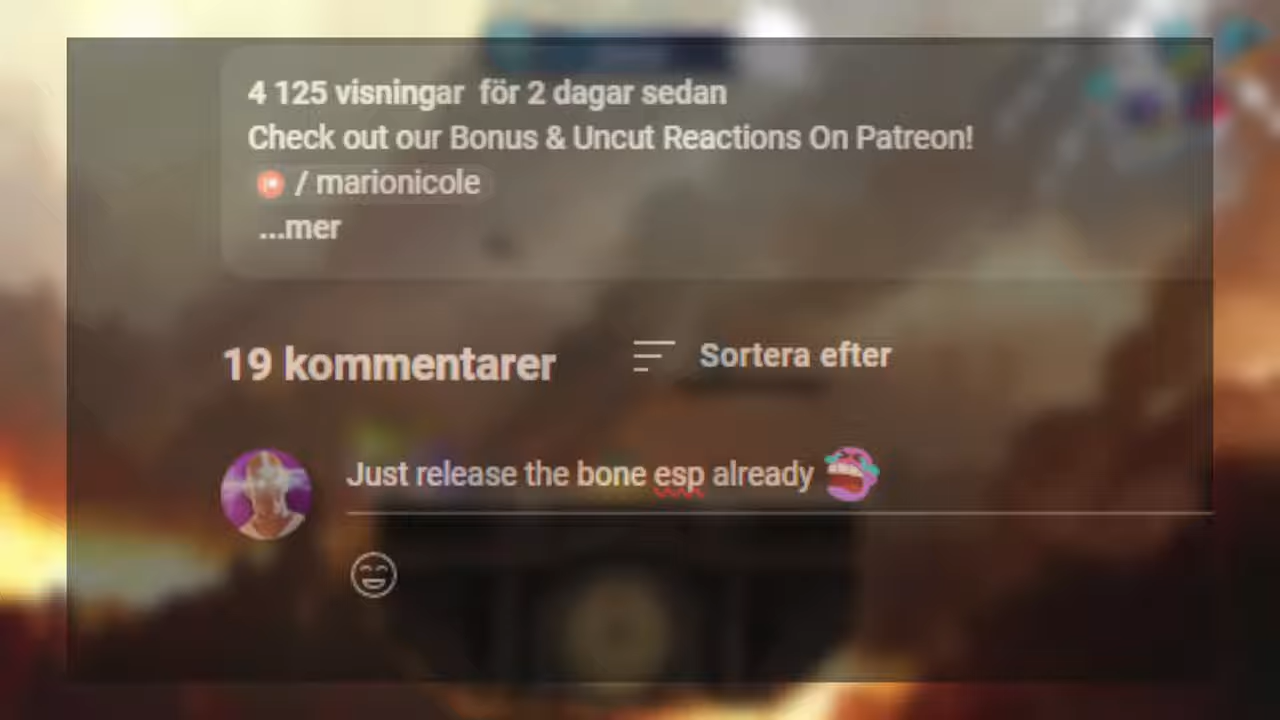 4 125 visningar för 2 dagar sedan
Check out our Bonus & Uncut Reactions On Patreon!
/ marionicole
...mer
19 kommentarer
Sortera efter
Just release the bone esp already